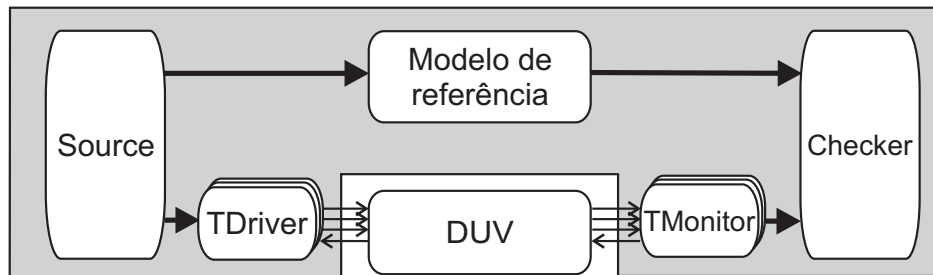 Modelo de
referência
Source
Checker
TDriver
DUV
TMonitor